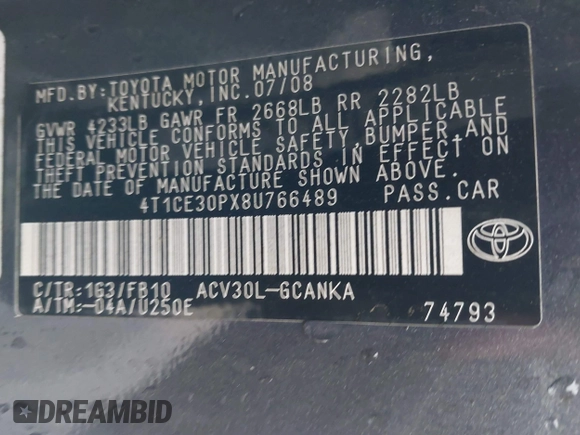 MFD.BY:TOYOTA MOTOR MANUFACTURING,
KENTUCKY,INC.07/08
GVWR 4233LB GAWR FR 2668LB RR 2282LB
THIS VEHICLE CONFORMS TO ALL APPLICABLE
FEDERAL MOTOR VEHICLE SAFETY,BUMPER,AND
THEFT PREVENTION STANDARDS IN EFFECT ON
THE DATE OF MANUFACTURE SHOWN ABOVE.
4T1CE30PX8U766489 PASS.CAR
C/TR:1G3/FB10 ACV30L-GCANKA
A/TM:-04A/U250E 74793
DREAMBID